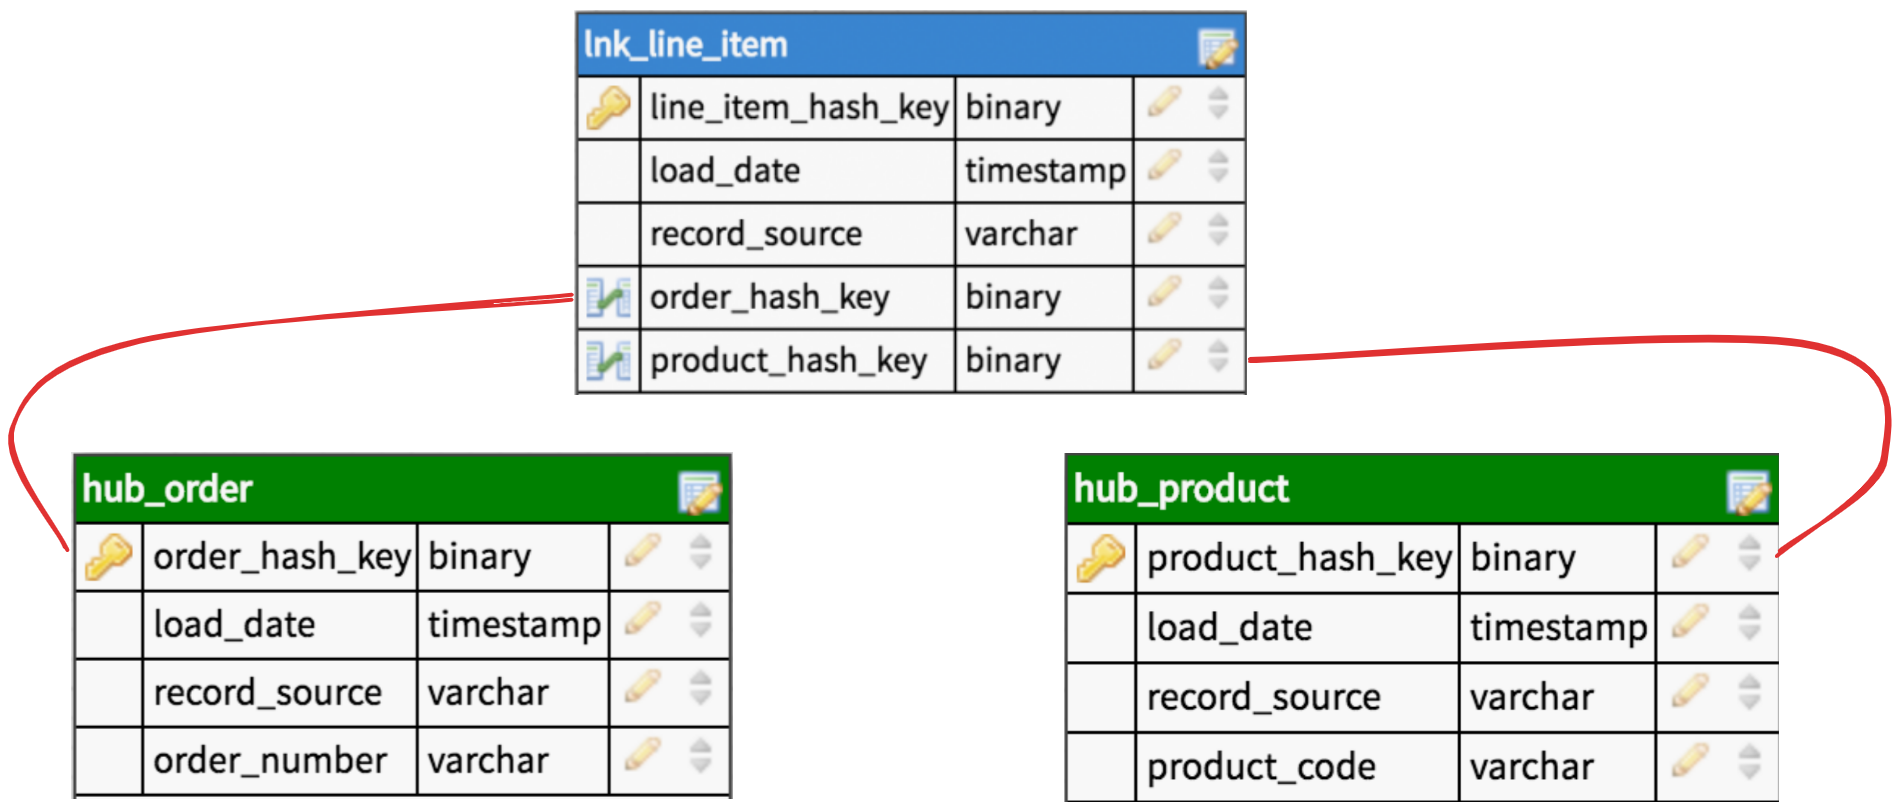 lnk_line_item
line_item_hash_key binary
load_date timestamp
record_source varchar
order_hash_key binary
product_hash_key binary
hub_order
order_hash_key binary
load_date timestamp
record_source varchar
order_number varchar
hub_product
product_hash_key binary
load_date timestamp
record_source varchar
product_code varchar